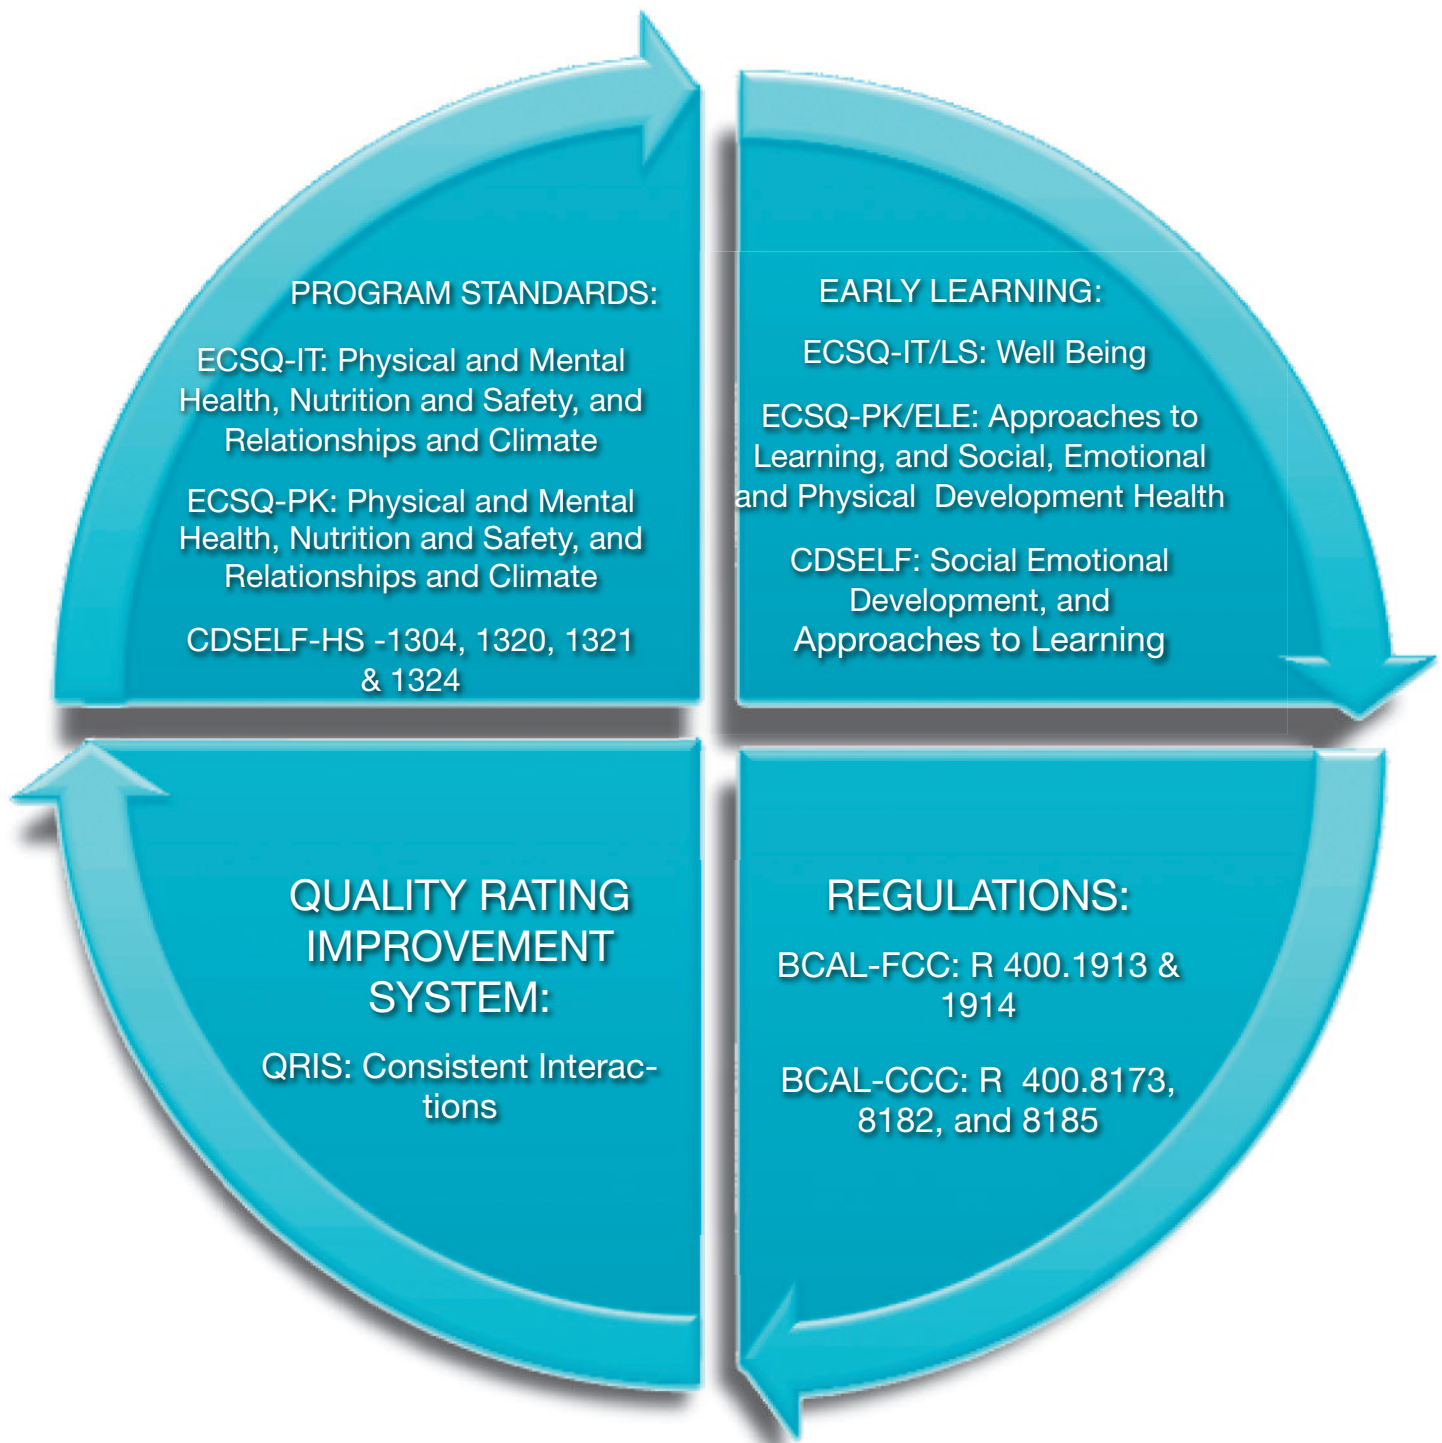 PROGRAM STANDARDS:
ECSQ-IT: Physical and Mental
Health, Nutrition and Safety, and
Relationships and Climate
ECSQ-PK: Physical and Mental
Health, Nutrition and Safety, and
Relationships and Climate
CDSELF-HS -1304, 1320, 1321
& 1324
EARLY LEARNING:
ECSQ-IT/LS: Well Being
ECSQ-PK/ELE: Approaches to
Learning, and Social, Emotional
and Physical  Development Health
CDSELF: Social Emotional
Development, and
Approaches to Learning
QUALITY RATING
IMPROVEMENT
SYSTEM:
QRIS: Consistent Interac-
tions
REGULATIONS:
BCAL-FCC: R 400.1913 &
1914
BCAL-CCC: R  400.8173,
8182, and 8185